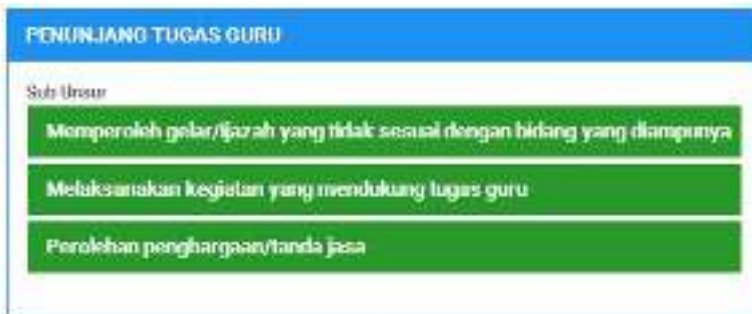 PENUNJANG TUGAS GURU
Sub Unsur
Memperoleh gelar/ijazah yang tidak sesuai dengan bidang yang diampunya
Melaksanakan kegiatan yang mendukung tugas guru
Perolehan penghargaan/tanda jasa